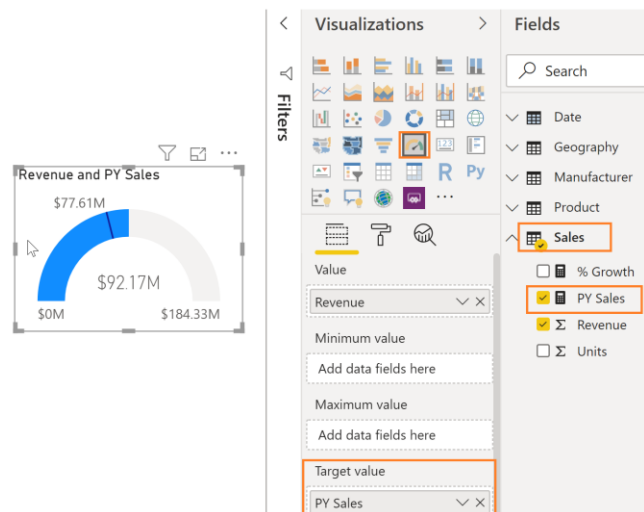 Revenue and PY Sales
$77.61M
$92.17M
$0M
$184.33M
Filters
Visualizations
123
R
Py
Value
Revenue
Minimum value
Add data fields here
Maximum value
Add data fields here
Target value
PY Sales
Fields
Search
Date
Geography
Manufacturer
Product
Sales
% Growth
PY Sales
Σ Revenue
Σ Units